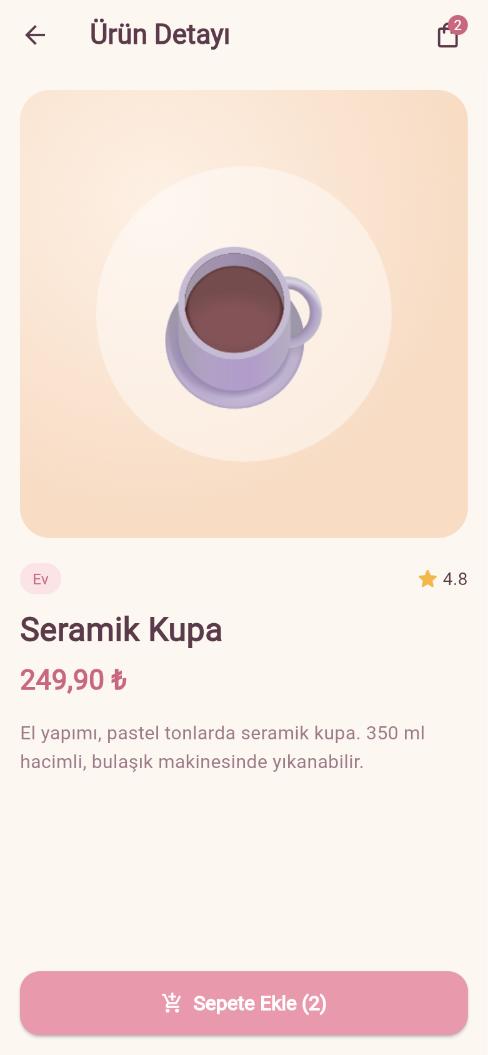 Ürün Detayı
2
Ev
4.8
Seramik Kupa
249,90 ₺
El yapımı, pastel tonlarda seramik kupa. 350 ml
hacimli, bulaşık makinesinde yıkanabilir.
Sepete Ekle (2)